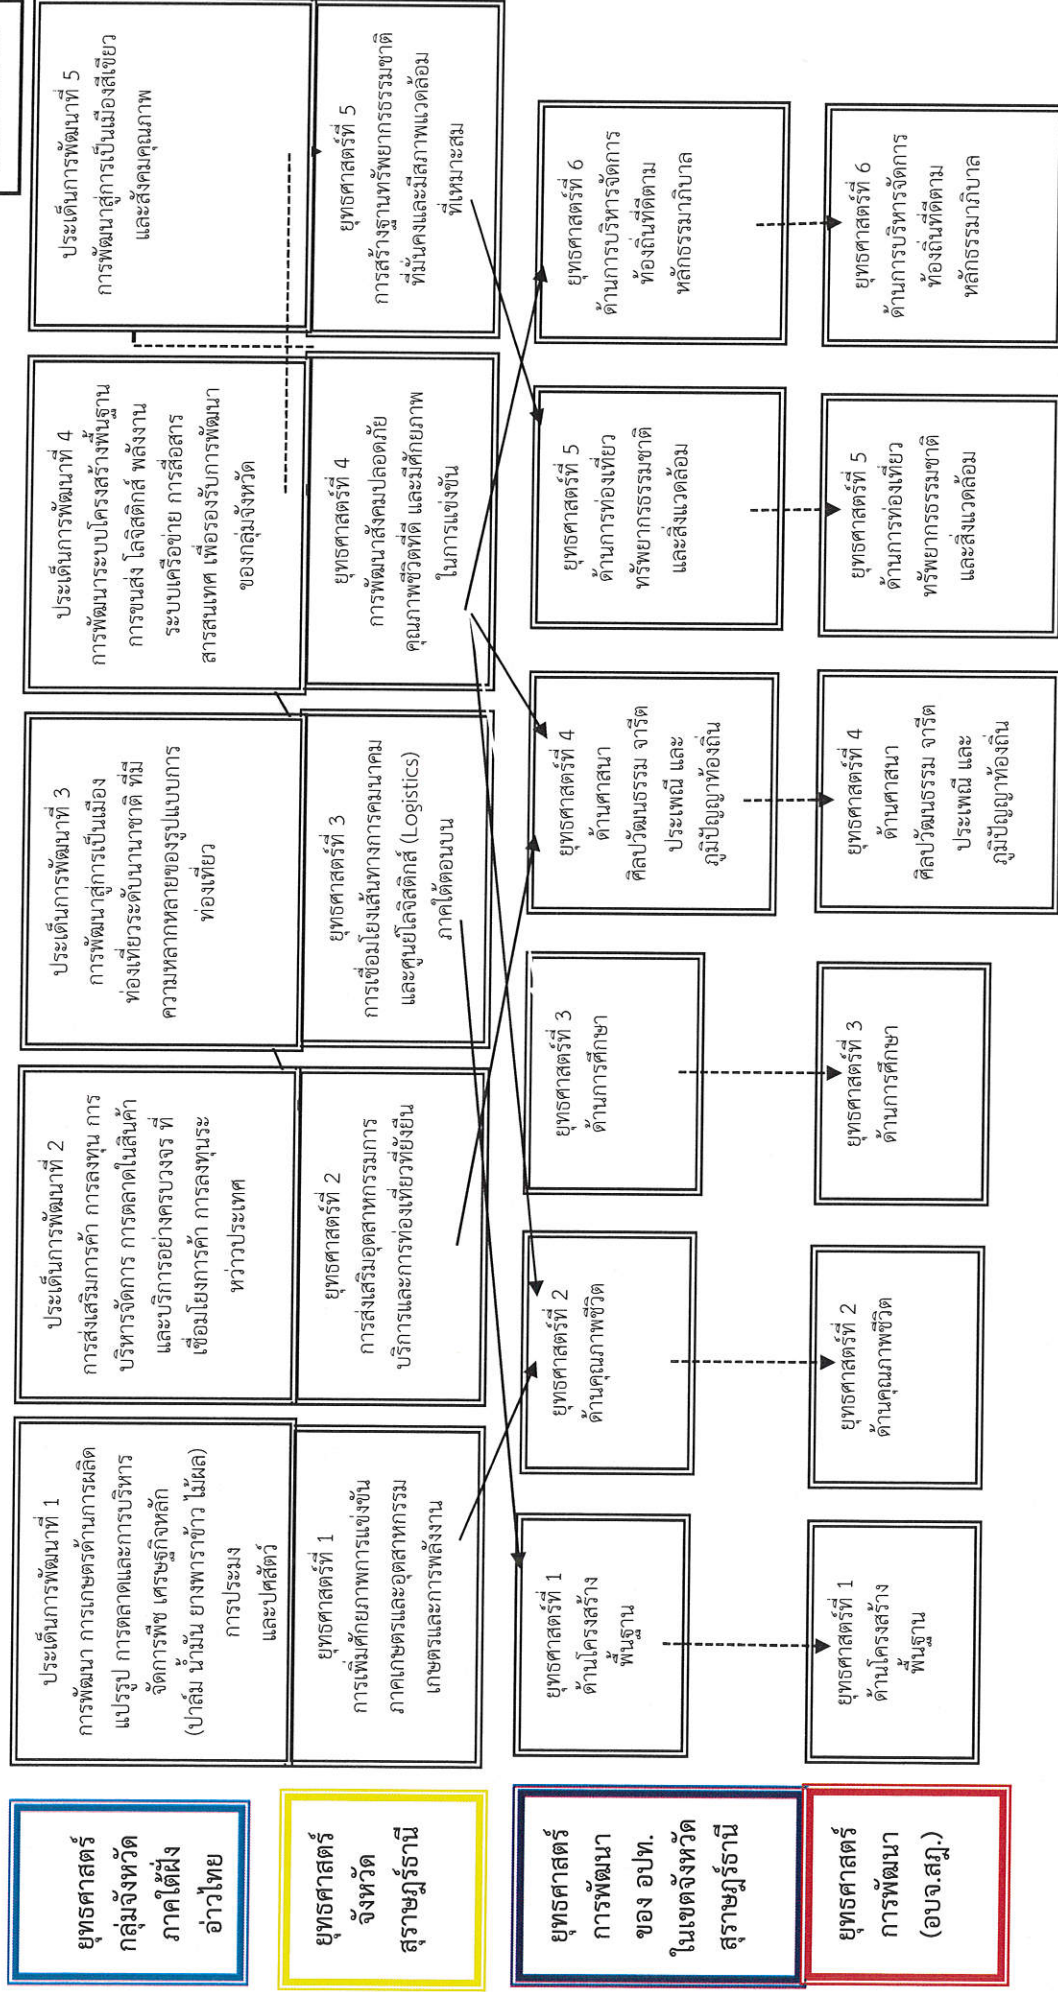 ยุทธศาสตร์
กลุ่มจังหวัด
ภาคใต้ฝั่ง
อ่าวไทย
ประเด็นการพัฒนาที่ 1
การพัฒนา การเกษตรด้านการผลิต
แปรรูป การตลาดและการบริหาร
จัดการพืช เศรษฐกิจหลัก
(ปาล์ม น้ำมัน ยางพาราข้าว ไม้ผล)
การประมง
และปศุสัตว์
ประเด็นการพัฒนาที่ 2
การส่งเสริมการค้า การลงทุน การ
บริหารจัดการ การตลาดในสินค้า
และบริการอย่างครบวงจร ที่
เชื่อมโยงการค้า การลงทุนระ
หว่าวประเทศ
ประเด็นการพัฒนาที่ 3
การพัฒนาสู่การเป็นเมือง
ท่องเที่ยวระดับนานาชาติ ที่มี
ความหลากหลายของรูปแบบการ
ท่องเที่ยว
ประเด็นการพัฒนาที่ 4
การพัฒนาระบบโครงสร้างพื้นฐาน
การขนส่ง โลจิสติกส์ พลังงาน
ระบบเครือข่าย การสื่อสาร
สารสนเทศ เพื่อรองรับการพัฒนา
ของกลุ่มจังหวัด
ประเด็นการพัฒนาที่ 5
การพัฒนาสู่การเป็นเมืองสีเขียว
และสังคมคุณภาพ
ยุทธศาสตร์
จังหวัด
สุราษฎร์ธานี
ยุทธศาสตร์ที่ 1
การเพิ่มศักยภาพการแข่งขัน
ภาคเกษตรและอุตสาหกรรม
เกษตรและการพลังงาน
ยุทธศาสตร์ที่ 2
การส่งเสริมอุตสาหกรรมการ
บริการและการท่องเที่ยวที่ยั่งยืน
ยุทธศาสตร์ที่ 3
การเชื่อมโยงเส้นทางการคมนาคม
และศูนย์โลจิสติกส์ (Logistics)
ภาคใต้ตอนบน
ยุทธศาสตร์ที่ 4
การพัฒนาสังคมปลอดภัย
คุณภาพชีวิตที่ดี และมีศักยภาพ
ในการแข่งขัน
ยุทธศาสตร์ที่ 5
การสร้างฐานทรัพยากรธรรมชาติ
ที่มั่นคงและมีสภาพแวดล้อม
ที่เหมาะสม
ยุทธศาสตร์
การพัฒนา
ของ อปท.
ในเขตจังหวัด
สุราษฎร์ธานี
ยุทธศาสตร์ที่ 1
ด้านโครงสร้าง
พื้นฐาน
ยุทธศาสตร์ที่ 2
ด้านคุณภาพชีวิต
ยุทธศาสตร์ที่ 3
ด้านการศึกษา
ยุทธศาสตร์ที่ 4
ด้านศาสนา
ศิลปวัฒนธรรม จารีต
ประเพณี และ
ภูมิปัญญาท้องถิ่น
ยุทธศาสตร์ที่ 5
ด้านการท่องเที่ยว
ทรัพยากรธรรมชาติ
และสิ่งแวดล้อม
ยุทธศาสตร์ที่ 6
ด้านการบริหารจัดการ
ท้องถิ่นที่ดีตาม
หลักธรรมาภิบาล
ยุทธศาสตร์
การพัฒนา
(อบจ.สฎ.)
ยุทธศาสตร์ที่ 1
ด้านโครงสร้าง
พื้นฐาน
ยุทธศาสตร์ที่ 2
ด้านคุณภาพชีวิต
ยุทธศาสตร์ที่ 3
ด้านการศึกษา
ยุทธศาสตร์ที่ 4
ด้านศาสนา
ศิลปวัฒนธรรม จารีต
ประเพณี และ
ภูมิปัญญาท้องถิ่น
ยุทธศาสตร์ที่ 5
ด้านการท่องเที่ยว
ทรัพยากรธรรมชาติ
และสิ่งแวดล้อม
ยุทธศาสตร์ที่ 6
ด้านการบริหารจัดการ
ท้องถิ่นที่ดีตาม
หลักธรรมาภิบาล